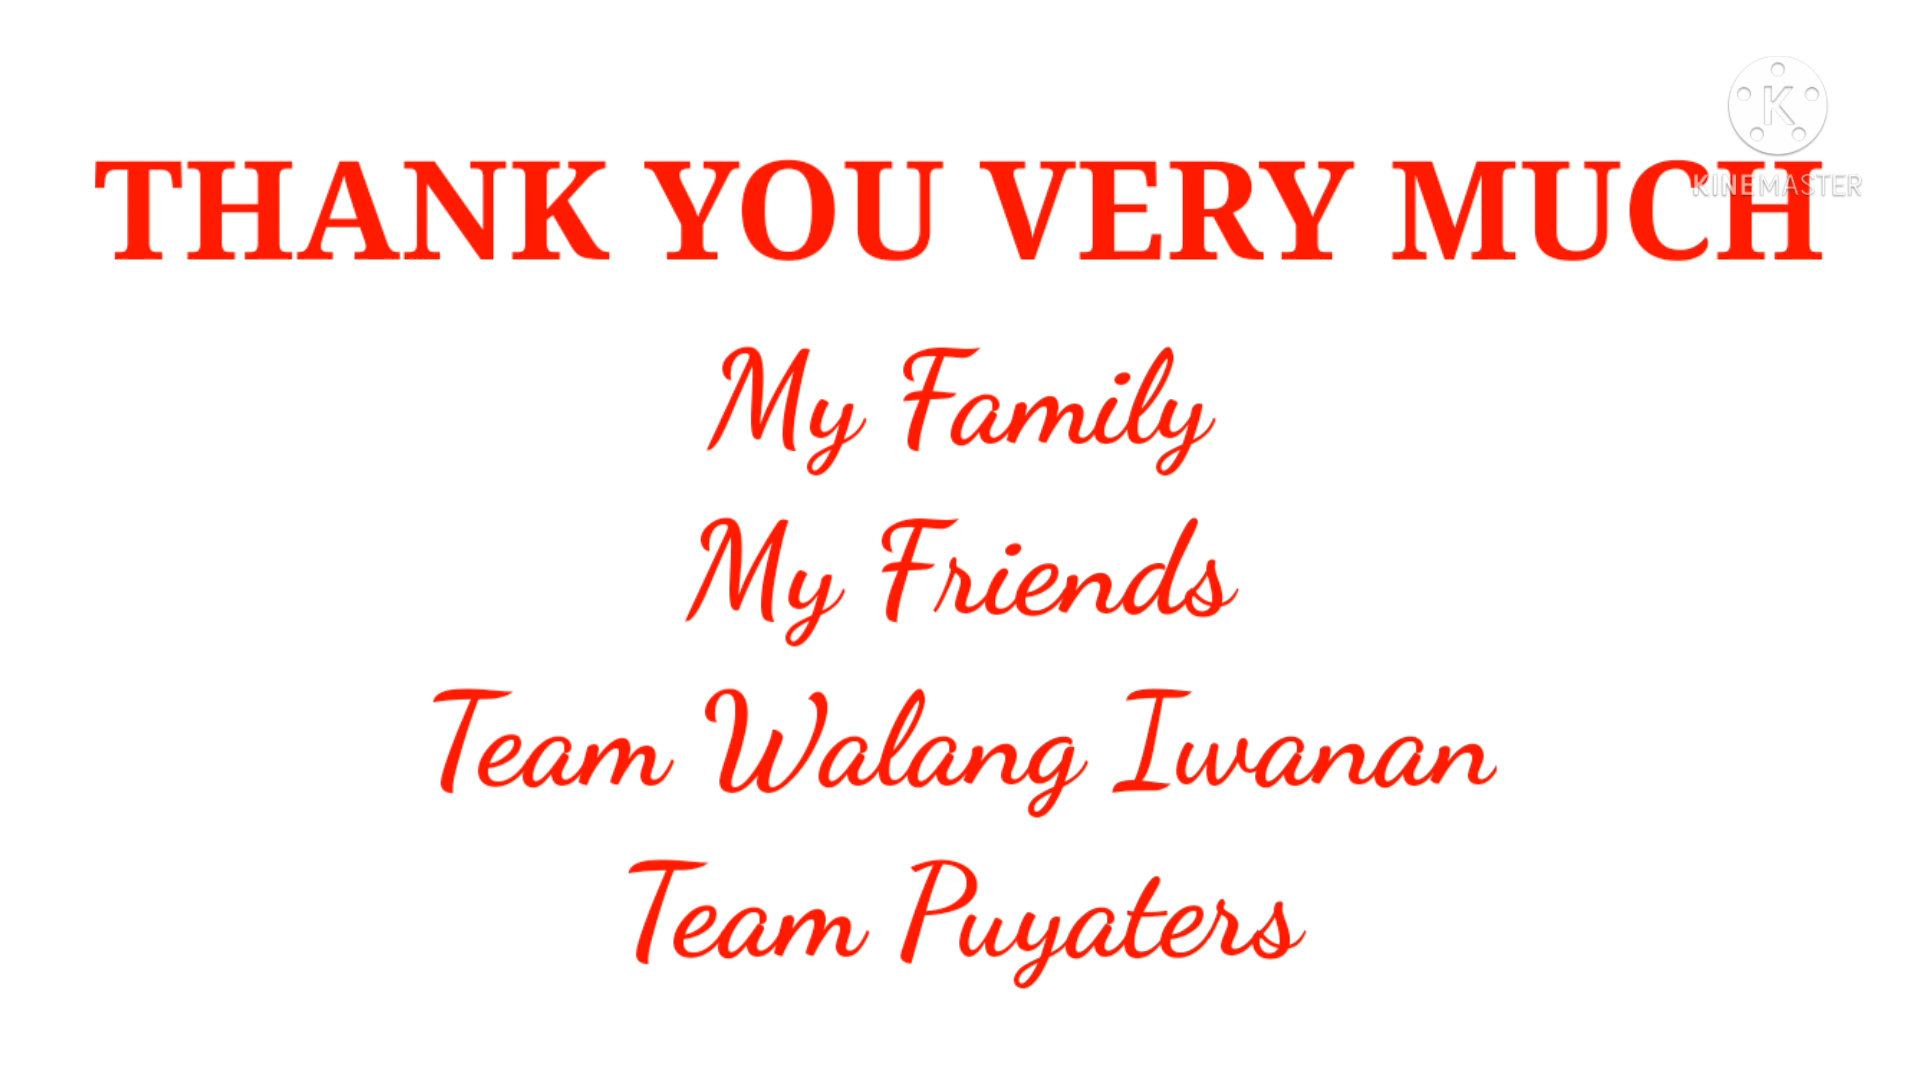 K
KINEMASTER
THANK YOU VERY MUCH
My Family
My Friends
Team Walang Iwanan
Team Puyaters